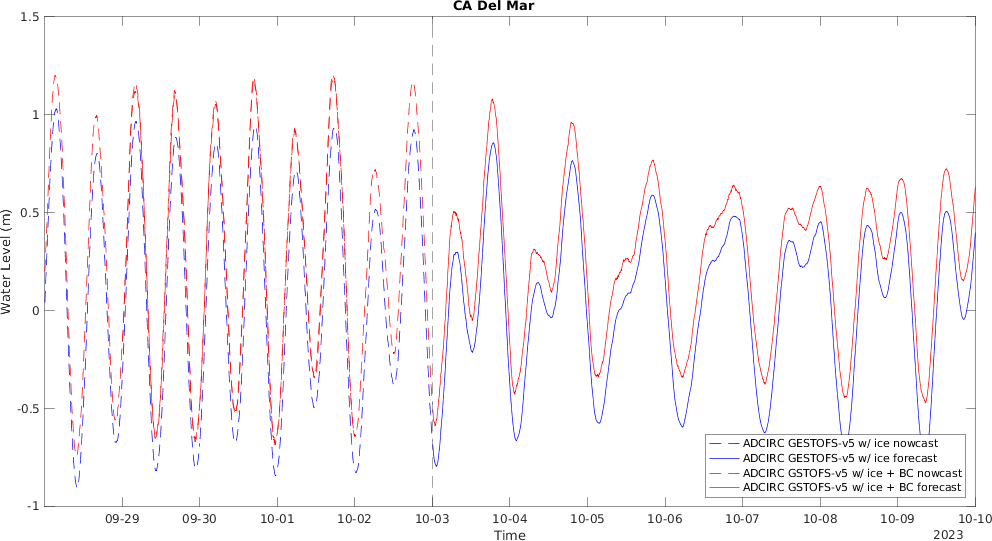 CA Del Mar
1.5
1
0.5
0
-0.5
-1
Water Level (m)
09-29 09-30 10-01 10-02 10-03 10-04 10-05 10-06 10-07 10-08 10-09 10-10
Time
2023
ADCIRC GESTOFS-v5 w/ ice nowcast
ADCIRC GESTOFS-v5 w/ ice forecast
ADCIRC GSTOFS-v5 w/ ice + BC nowcast
ADCIRC GSTOFS-v5 w/ ice + BC forecast